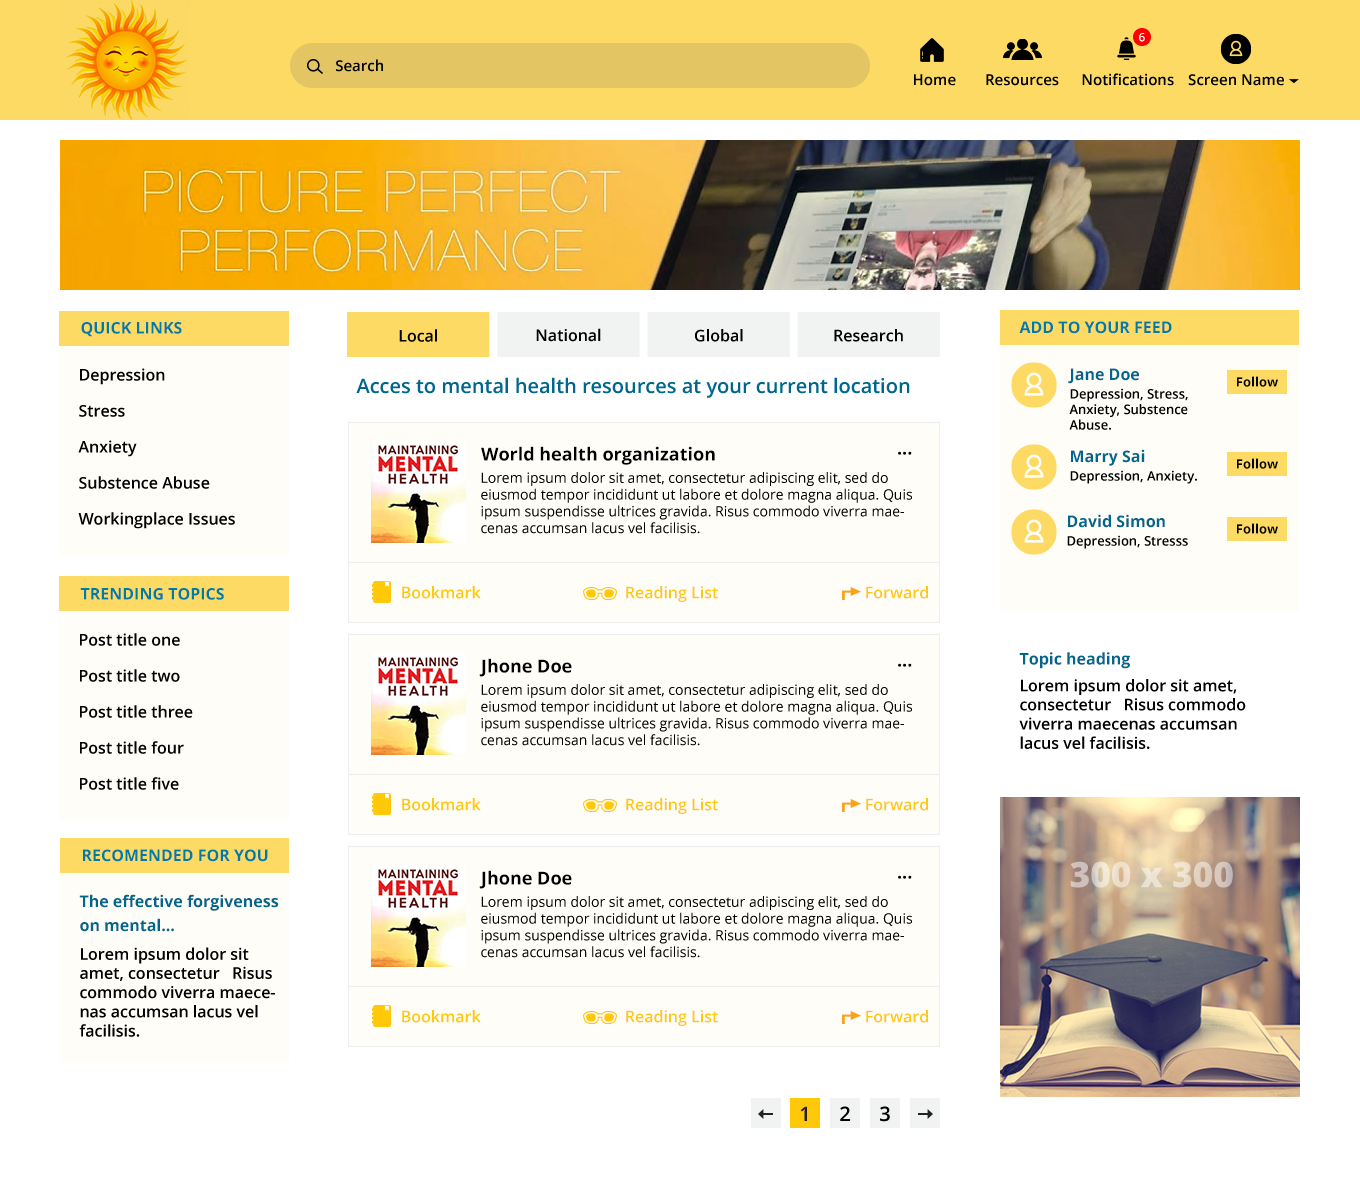 Search
Home
Resources
6
Notifications
Screen Name
PICTURE PERFECT
PERFORMANCE
QUICK LINKS
Depression
Stress
Anxiety
Substence Abuse
Workingplace Issues
TRENDING TOPICS
Post title one
Post title two
Post title three
Post title four
Post title five
RECOMENDED FOR YOU
The effective forgiveness
on mental...
Lorem ipsum dolor sit
amet, consectetur Risus
commodo viverra maece-
nas accumsan lacus vel
facilisis.
Local
National
Global
Research
Acces to mental health resources at your current location
MAINTAINING
MENTAL
HEALTH
World health organization
Lorem ipsum dolor sit amet, consectetur adipiscing elit, sed do
eiusmod tempor incididunt ut labore et dolore magna aliqua. Quis
ipsum suspendisse ultrices gravida. Risus commodo viverra mae-
cenas accumsan lacus vel facilisis.
Bookmark
Reading List
Forward
MAINTAINING
MENTAL
HEALTH
Jhone Doe
Lorem ipsum dolor sit amet, consectetur adipiscing elit, sed do
eiusmod tempor incididunt ut labore et dolore magna aliqua. Quis
ipsum suspendisse ultrices gravida. Risus commodo viverra mae-
cenas accumsan lacus vel facilisis.
Bookmark
Reading List
Forward
MAINTAINING
MENTAL
HEALTH
Jhone Doe
Lorem ipsum dolor sit amet, consectetur adipiscing elit, sed do
eiusmod tempor incididunt ut labore et dolore magna aliqua. Quis
ipsum suspendisse ultrices gravida. Risus commodo viverra mae-
cenas accumsan lacus vel facilisis.
Bookmark
Reading List
Forward
1
2
3
ADD TO YOUR FEED
Jane Doe
Depression, Stress,
Anxiety, Substence
Abuse.
Follow
Marry Sai
Depression, Anxiety.
Follow
David Simon
Depression, Stresss
Follow
Topic heading
Lorem ipsum dolor sit amet,
consectetur Risus commodo
viverra maecenas accumsan
lacus vel facilisis.
300 x 300